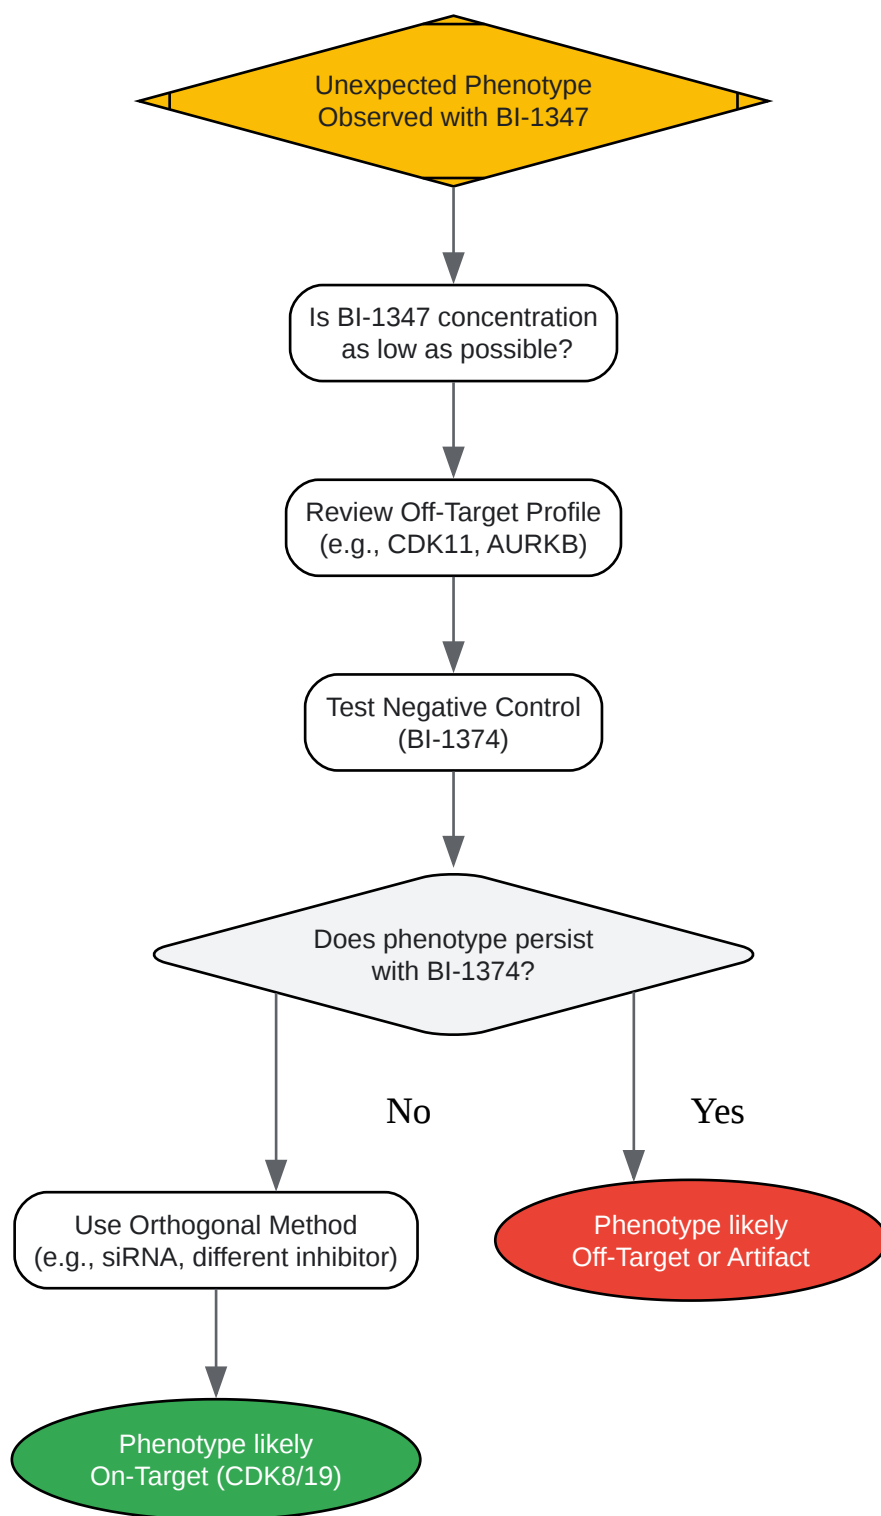 Unexpected Phenotype
Observed with BI-1347
Is BI-1347 concentration
as low as possible?
Review Off-Target Profile
(e.g., CDK11, AURKB)
Test Negative Control
(BI-1374)
Does phenotype persist
with BI-1374?
No
Yes
Use Orthogonal Method
(e.g., siRNA, different inhibitor)
Phenotype likely
Off-Target or Artifact
Phenotype likely
On-Target (CDK8/19)